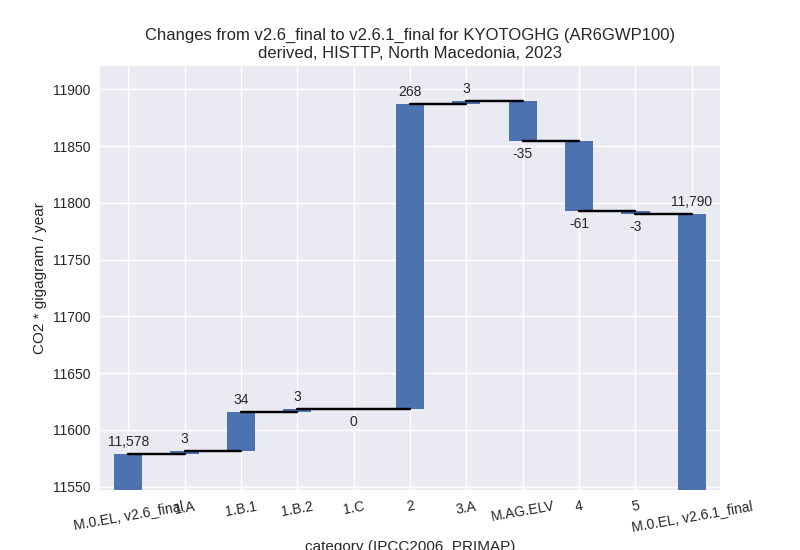 Changes from v2.6_final to v2.6.1_final for KYOTOGHG (AR6GWP100)
derived, HISTTP, North Macedonia, 2023
CO2 * gigagram / year
11900
11850
11800
11750
11700
11650
11600
11550
11,578
3
34
3
0
268
3
-35
-61
-3
11,790
M.0.EL, v2.6_final
1.A
1.B.1
1.B.2
1.C
2
3.A
M.AG.ELV
4
5
M.0.EL, v2.6.1_final
category (IPCC2006_PRIMAP)